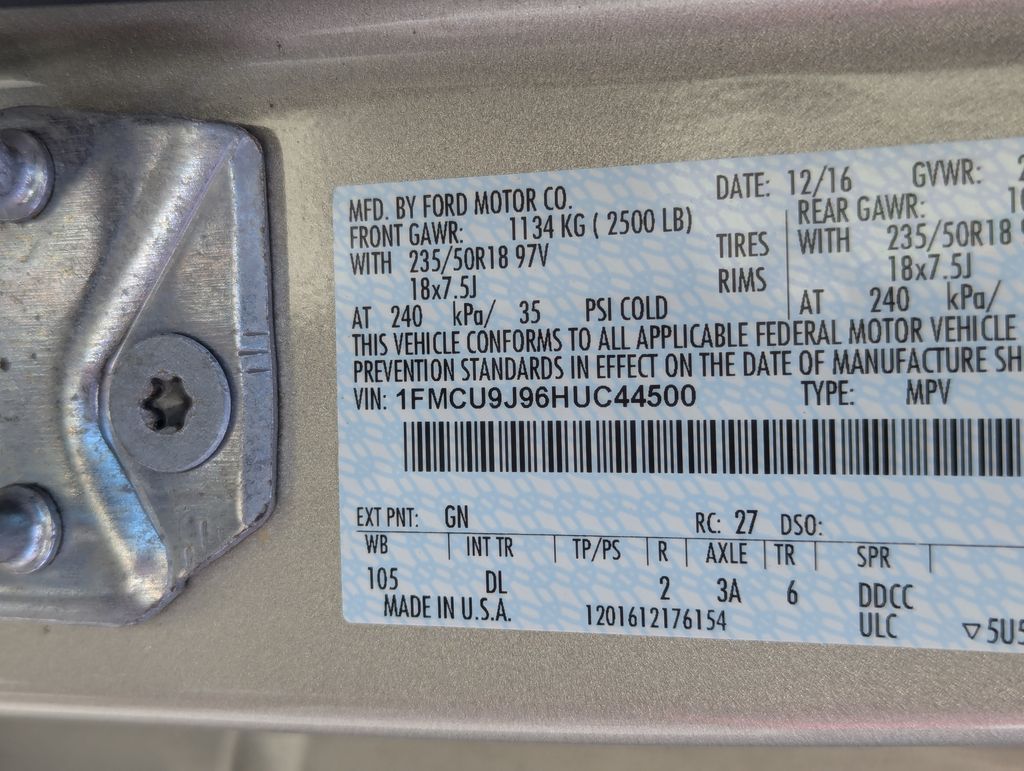 MFD. BY FORD MOTOR CO. DATE: 12/16 GVWR:
FRONT GAWR: 1134 KG ( 2500 LB) REAR GAWR:
WITH 235/50R18 97V TIRES WITH 235/50R18
18x7.5J RIMS 18x7.5J
AT 240 kPa/ 35 PSI COLD AT 240 kPa/
THIS VEHICLE CONFORMS TO ALL APPLICABLE FEDERAL MOTOR VEHICLE
PREVENTION STANDARDS IN EFFECT ON THE DATE OF MANUFACTURE SH
VIN: 1FMCU9J96HUC44500 TYPE: MPV
EXT PNT: GN RC: 27 DSO:
WB INT TR TP/PS R AXLE TR SPR
105 DL 2 3A 6 DDCC
MADE IN U.S.A. 1201612176154 ULC ▽5U5